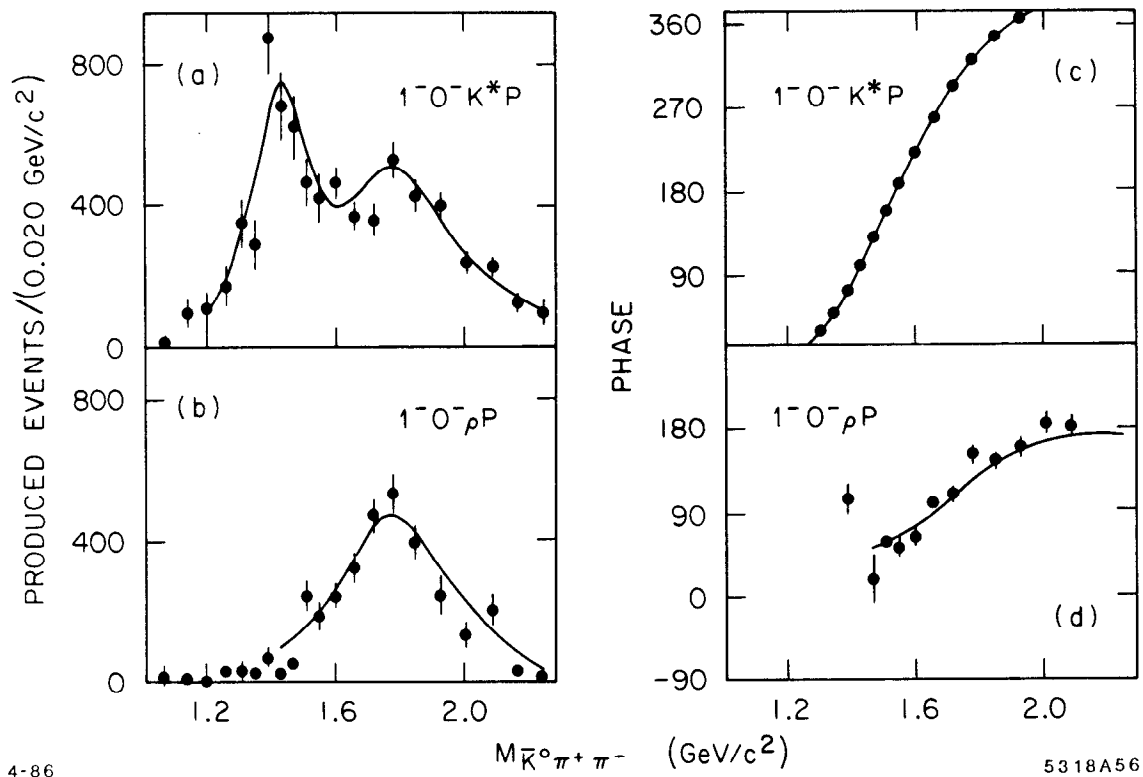 PRODUCED EVENTS/(0.020 GeV/c²)
800
400
0
(a)
1⁻0⁻K*P
800
400
0
(b)
1⁻0⁻ρP
1.2
1.6
2.0
PHASE
360
270
180
90
(c)
1⁻0⁻K*P
180
90
0
-90
(d)
1⁻0⁻ρP
1.2
1.6
2.0
M K̄⁰π⁺π⁻ (GeV/c²)
4-86
5318A56